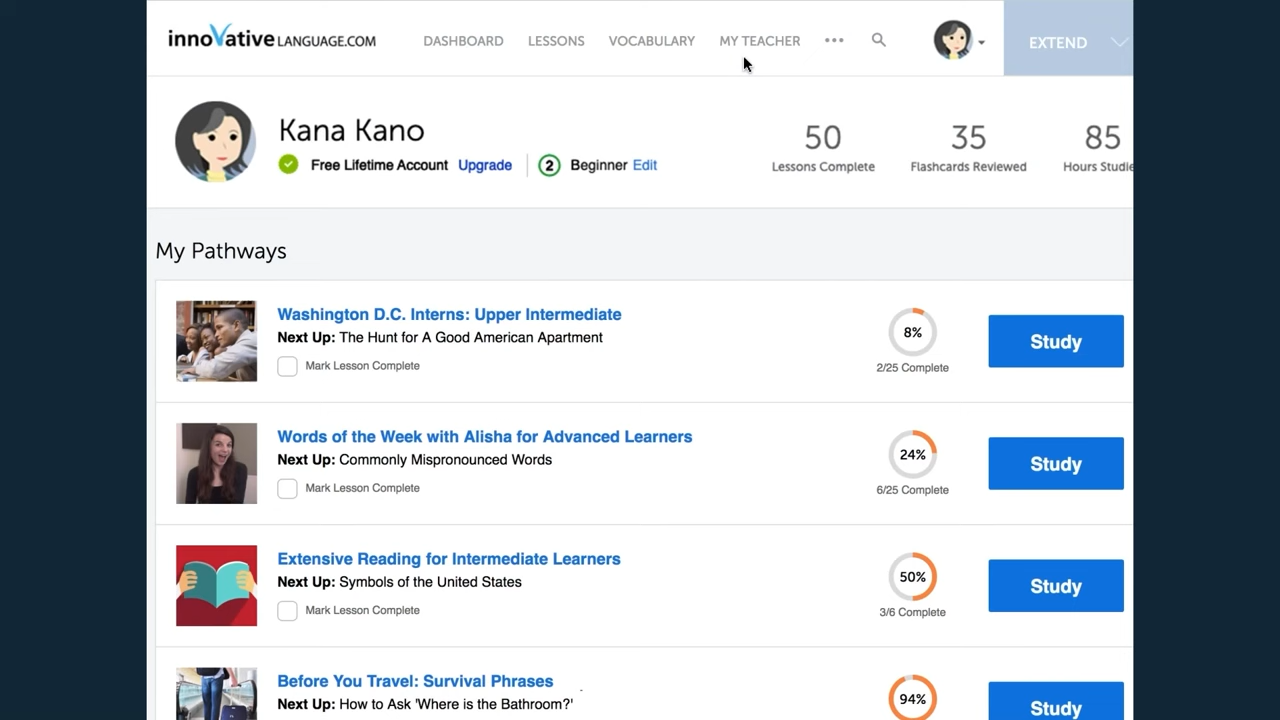 innoVative LANGUAGE.COM
DASHBOARD LESSONS VOCABULARY MY TEACHER ••• EXTEND
Kana Kano
Free Lifetime Account Upgrade 2 Beginner Edit
50 35 85
Lessons Complete Flashcards Reviewed Hours Studie
My Pathways
Washington D.C. Interns: Upper Intermediate
Next Up: The Hunt for A Good American Apartment
Mark Lesson Complete
8%
2/25 Complete
Study
Words of the Week with Alisha for Advanced Learners
Next Up: Commonly Mispronounced Words
Mark Lesson Complete
24%
6/25 Complete
Study
Extensive Reading for Intermediate Learners
Next Up: Symbols of the United States
Mark Lesson Complete
50%
3/6 Complete
Study
Before You Travel: Survival Phrases
Next Up: How to Ask 'Where is the Bathroom?'
94%
Study